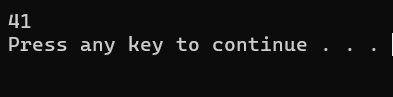 41
Press any key to continue . . .